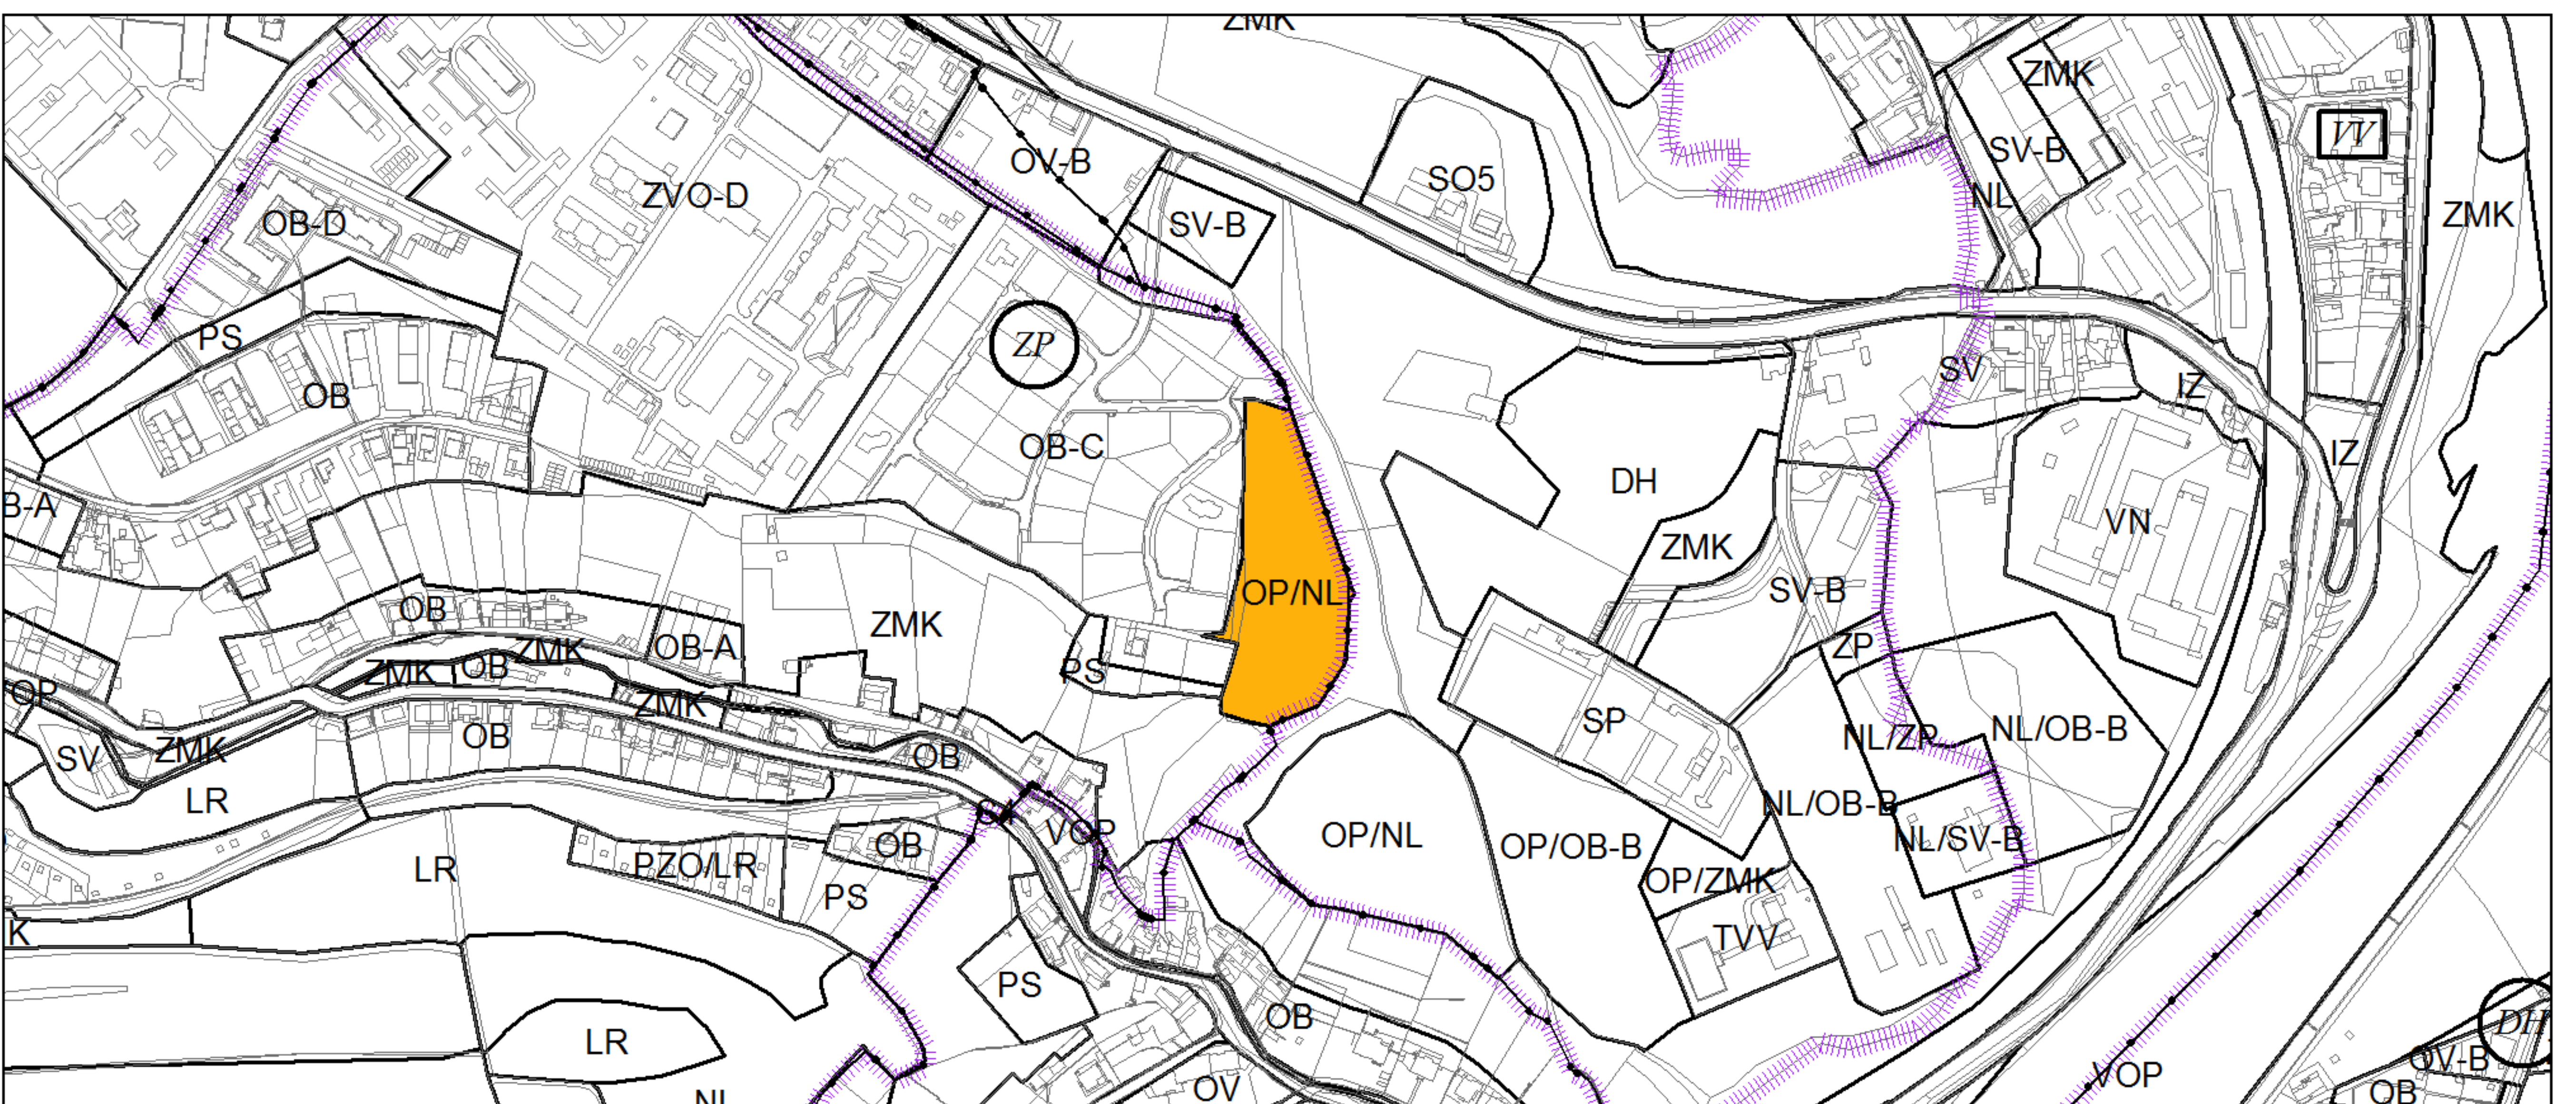 ZMK
ZMK
VV
OV-B
SV-B
SO5
ZVO-D
NL
OB-D
SV-B
ZMK
PS
ZP
SV
IZ
OB
OB-C
IZ
DH
B-A
VN
ZMK
OP/NL
SV-B
OB
ZMK
OB-A
ZMK
ZP
OB
ZMK
PS
OP
ZMK
SP
OB
NL/ZP
NL/OB-B
SV
ZMK
OB
LR
NL/OB-B
VOP
OP/NL
NL/SV-B
OB
OP/OB-B
LR
PZO/LR
OP/ZMK
PS
K
TVV
PS
OB
DH
LR
OV-B
VOP
OV
OB